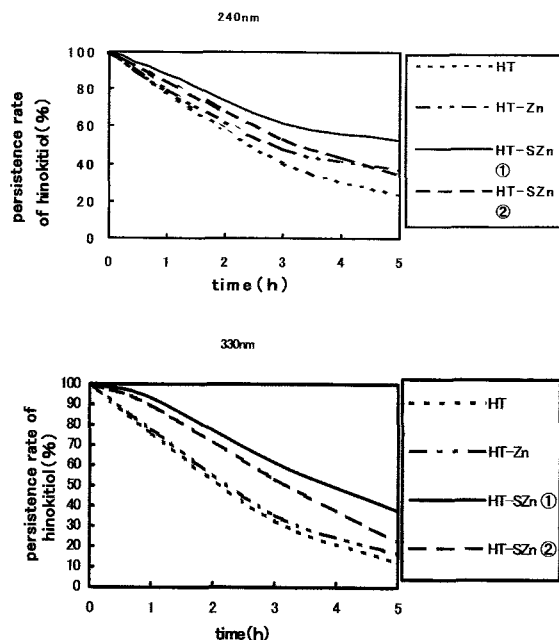 240nm
persistence rate
of hinokitiol(%)
100
80
60
40
20
0
0 1 2 3 4 5
time(h)
HT
HT-Zn
HT-SZn
①
HT-SZn
②
330nm
persistence rate of
hinokitiol(%)
100
90
80
70
60
50
40
30
20
10
0
0 1 2 3 4 5
time(h)
HT
HT-Zn
HT-SZn ①
HT-SZn ②